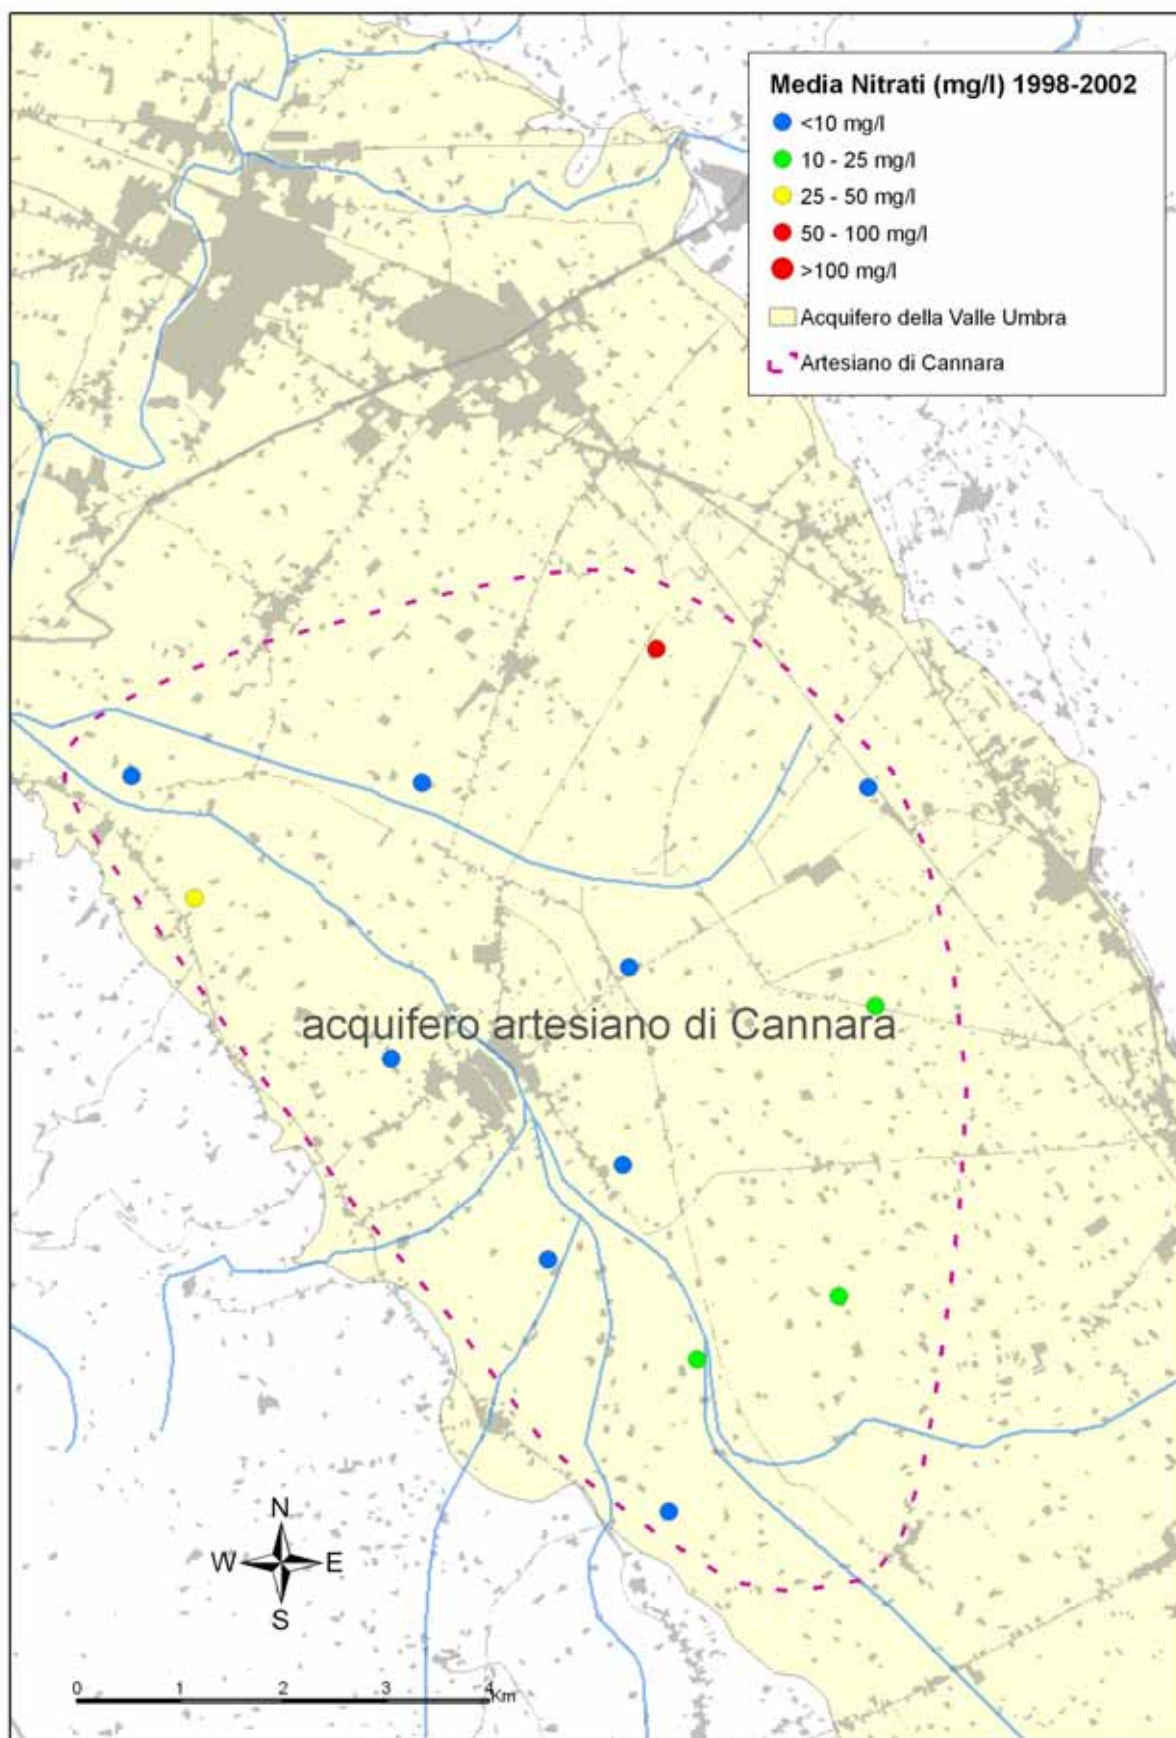 Media Nitrati (mg/l) 1998-2002
<10 mg/l
10 - 25 mg/l
25 - 50 mg/l
50 - 100 mg/l
>100 mg/l
Acquifero della Valle Umbra
Artesiano di Cannara
acquifero artesiano di Cannara
N
W E
S
0 1 2 3 4 Km